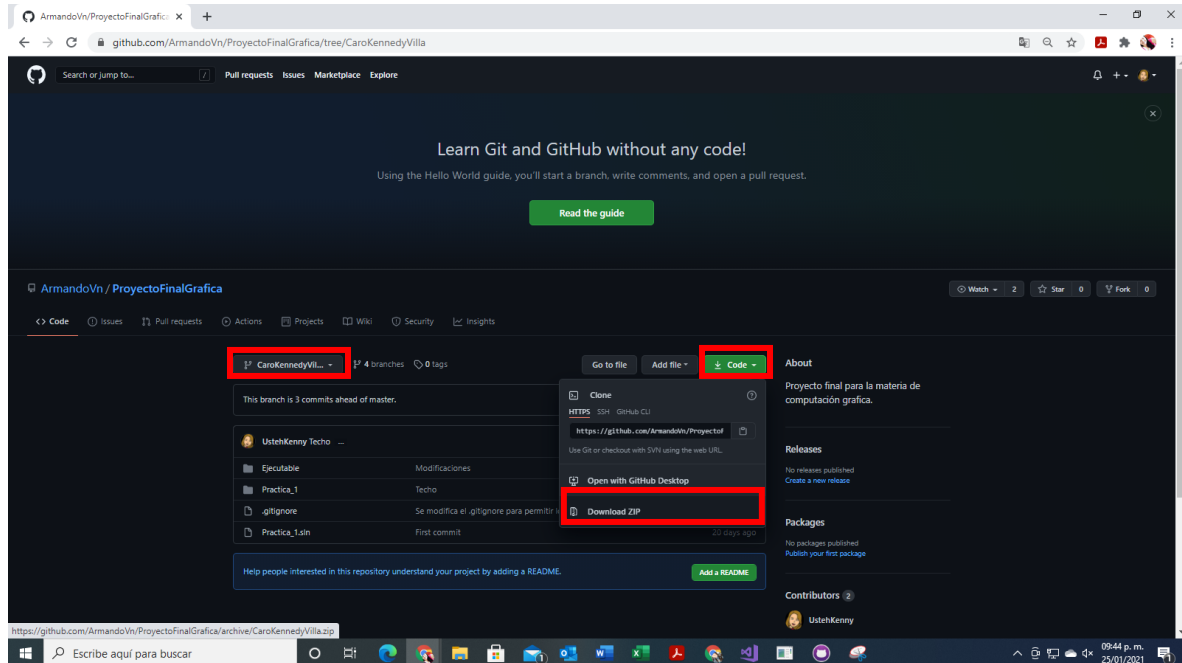 ArmandoVn/ProyectoFinalGrafica
github.com/ArmandoVn/ProyectoFinalGrafica/tree/CaroKennedyVilla
Search or jump to... /
Pull requests Issues Marketplace Explore
Learn Git and GitHub without any code!
Using the Hello World guide, you'll start a branch, write comments, and open a pull request.
Read the guide
ArmandoVn / ProyectoFinalGrafica
Watch 2 Star 0 Fork 0
Code Issues Pull requests Actions Projects Wiki Security Insights
CaroKennedyVil... 4 branches 0 tags
Go to file Add file Code
This branch is 3 commits ahead of master.
UstehKenny Techo ...
Ejecutable Modificaciones
Practica_1 Techo
.gitignore Se modifica el .gitignore para permitir
Practica_1.sln First commit 20 days ago
Clone
HTTPS SSH GitHub CLI
https://github.com/ArmandoVn/Proyectof
Use Git or checkout with SVN using the web URL.
Open with GitHub Desktop
Download ZIP
Help people interested in this repository understand your project by adding a README.
Add a README
About
Proyecto final para la materia de
computación grafica.
Releases
No releases published
Create a new release
Packages
No packages published
Publish your first package
Contributors 2
UstehKenny
https://github.com/ArmandoVn/ProyectoFinalGrafica/archive/CaroKennedyVilla.zip
Escribe aquí para buscar
09:44 p. m.
25/01/2021